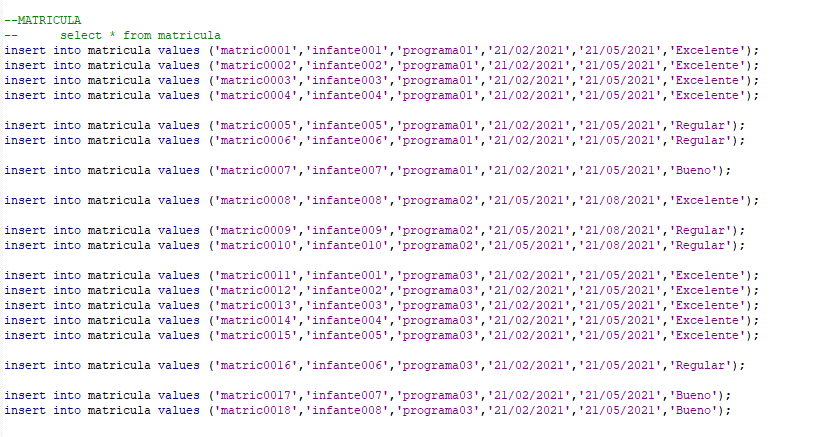 --MATRICULA
--      select * from matricula
insert into matricula values ('matric0001','infante001','programa01','21/02/2021','21/05/2021','Excelente');
insert into matricula values ('matric0002','infante002','programa01','21/02/2021','21/05/2021','Excelente');
insert into matricula values ('matric0003','infante003','programa01','21/02/2021','21/05/2021','Excelente');
insert into matricula values ('matric0004','infante004','programa01','21/02/2021','21/05/2021','Excelente');
insert into matricula values ('matric0005','infante005','programa01','21/02/2021','21/05/2021','Regular');
insert into matricula values ('matric0006','infante006','programa01','21/02/2021','21/05/2021','Regular');
insert into matricula values ('matric0007','infante007','programa01','21/02/2021','21/05/2021','Bueno');
insert into matricula values ('matric0008','infante008','programa02','21/05/2021','21/08/2021','Excelente');
insert into matricula values ('matric0009','infante009','programa02','21/05/2021','21/08/2021','Regular');
insert into matricula values ('matric0010','infante010','programa02','21/05/2021','21/08/2021','Regular');
insert into matricula values ('matric0011','infante001','programa03','21/02/2021','21/05/2021','Excelente');
insert into matricula values ('matric0012','infante002','programa03','21/02/2021','21/05/2021','Excelente');
insert into matricula values ('matric0013','infante003','programa03','21/02/2021','21/05/2021','Excelente');
insert into matricula values ('matric0014','infante004','programa03','21/02/2021','21/05/2021','Excelente');
insert into matricula values ('matric0015','infante005','programa03','21/02/2021','21/05/2021','Excelente');
insert into matricula values ('matric0016','infante006','programa03','21/02/2021','21/05/2021','Regular');
insert into matricula values ('matric0017','infante007','programa03','21/02/2021','21/05/2021','Bueno');
insert into matricula values ('matric0018','infante008','programa03','21/02/2021','21/05/2021','Bueno');